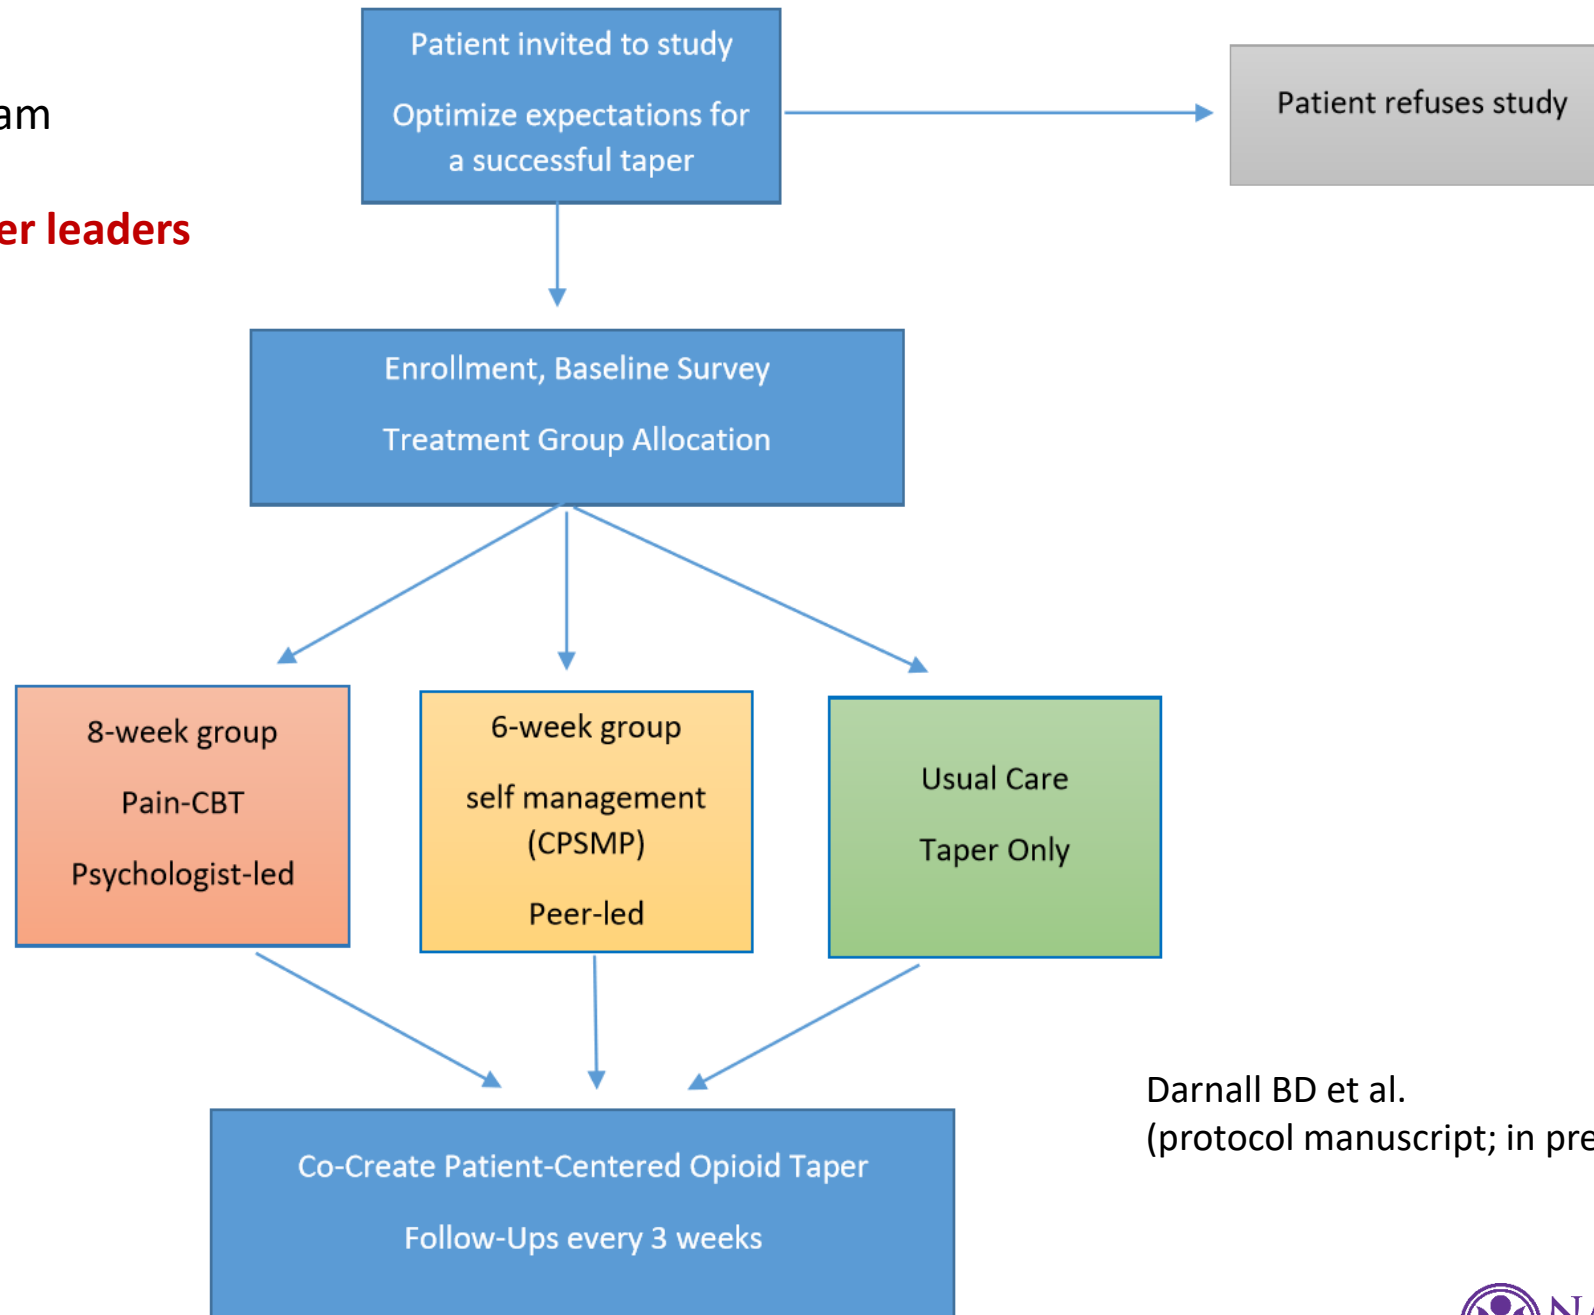 Patient invited to study
Optimize expectations for
a successful taper
Patient refuses study
am
er leaders
Enrollment, Baseline Survey
Treatment Group Allocation
8-week group
Pain-CBT
Psychologist-led
6-week group
self management
(CPSMP)
Peer-led
Usual Care
Taper Only
Darnall BD et al.
(protocol manuscript; in pre
Co-Create Patient-Centered Opioid Taper
Follow-Ups every 3 weeks